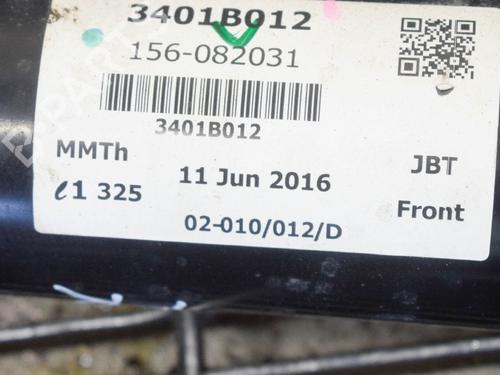 3401B012
156-082031
3401B012
MMTh
11 Jun 2016
JBT
ℓ1 325
Front
02-010/012/D